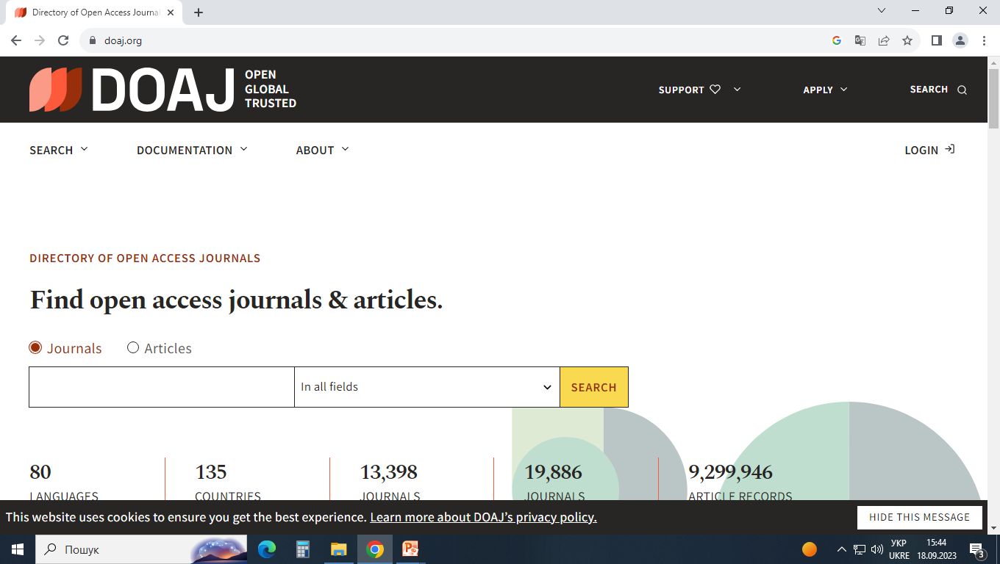 Directory of Open Access Journal
doaj.org
DOAJ
OPEN
GLOBAL
TRUSTED
SUPPORT
APPLY
SEARCH
SEARCH
DOCUMENTATION
ABOUT
LOGIN
DIRECTORY OF OPEN ACCESS JOURNALS
Find open access journals & articles.
Journals
Articles
In all fields
SEARCH
80
LANGUAGES
135
COUNTRIES
13,398
JOURNALS
19,886
JOURNALS
9,299,946
ARTICLE RECORDS
This website uses cookies to ensure you get the best experience. Learn more about DOAJ’s privacy policy.
HIDE THIS MESSAGE
Пошук
УКР
UKRE
15:44
18.09.2023
3